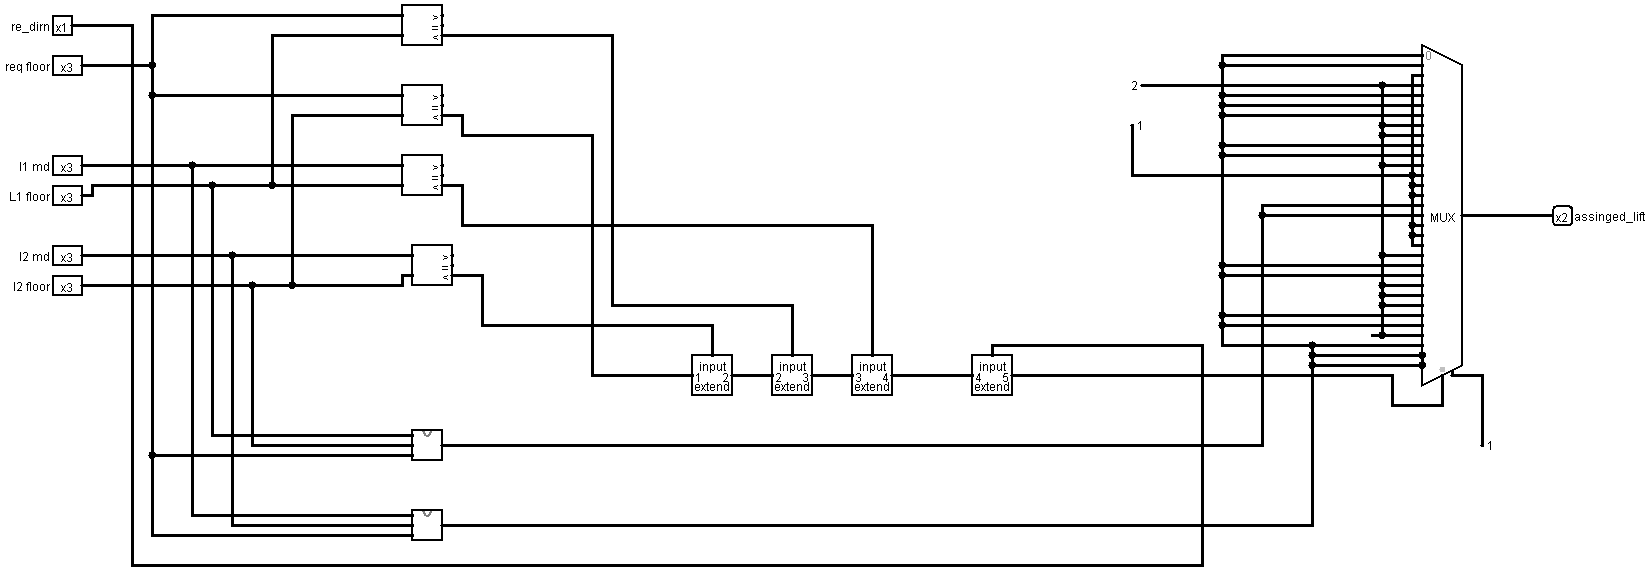 re_dirn x1
req floor x3
l1 md x3
L1 floor x3
l2 md x3
l2 floor x3
> = <
> = <
> = <
> = <
input
1 2
extend
input
2 3
extend
input
3 4
extend
input
4 5
extend
2
1
0
MUX
x2 assinged_lift
1